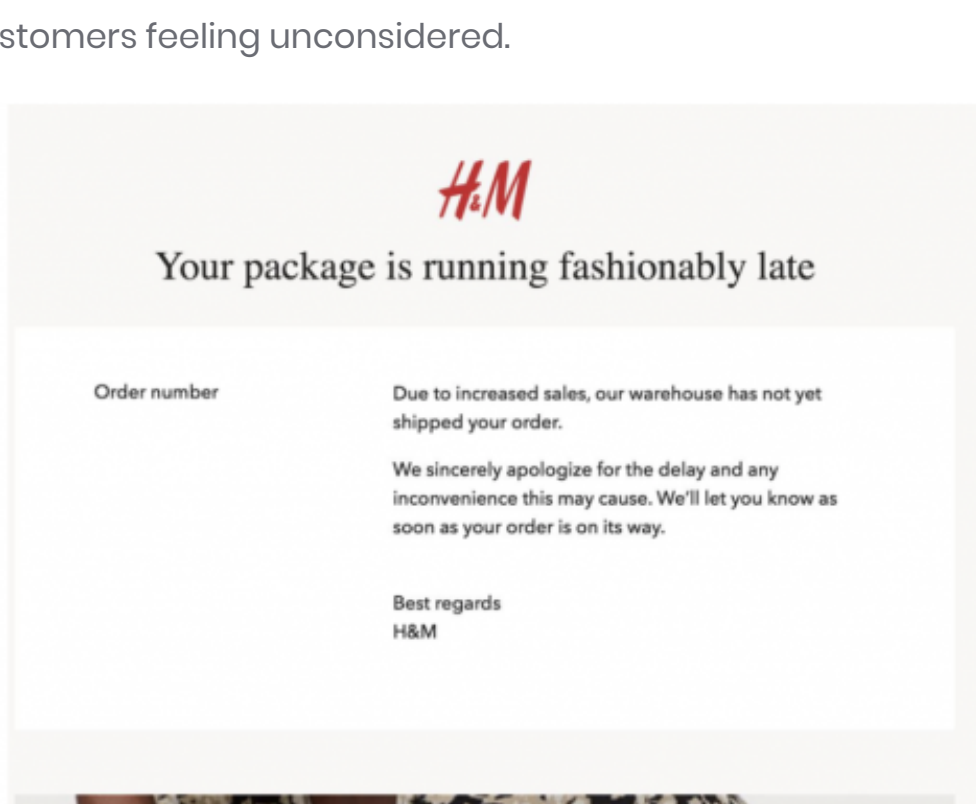 stomers feeling unconsidered.
H&M
Your package is running fashionably late
Order number
Due to increased sales, our warehouse has not yet
shipped your order.
We sincerely apologize for the delay and any
inconvenience this may cause. We'll let you know as
soon as your order is on its way.
Best regards
H&M